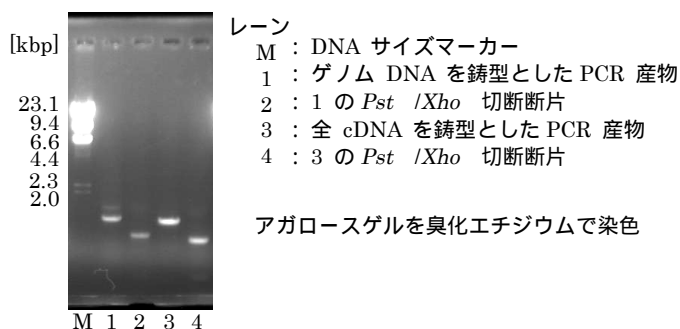 [kbp]
23.1
9.4
6.6
4.4
2.3
2.0
M 1 2 3 4
レーン
M : DNA サイズマーカー
1 : ゲノム DNA を鋳型とした PCR 産物
2 : 1 の Pst /Xho 切断断片
3 : 全 cDNA を鋳型とした PCR 産物
4 : 3 の Pst /Xho 切断断片
アガロースゲルを臭化エチジウムで染色